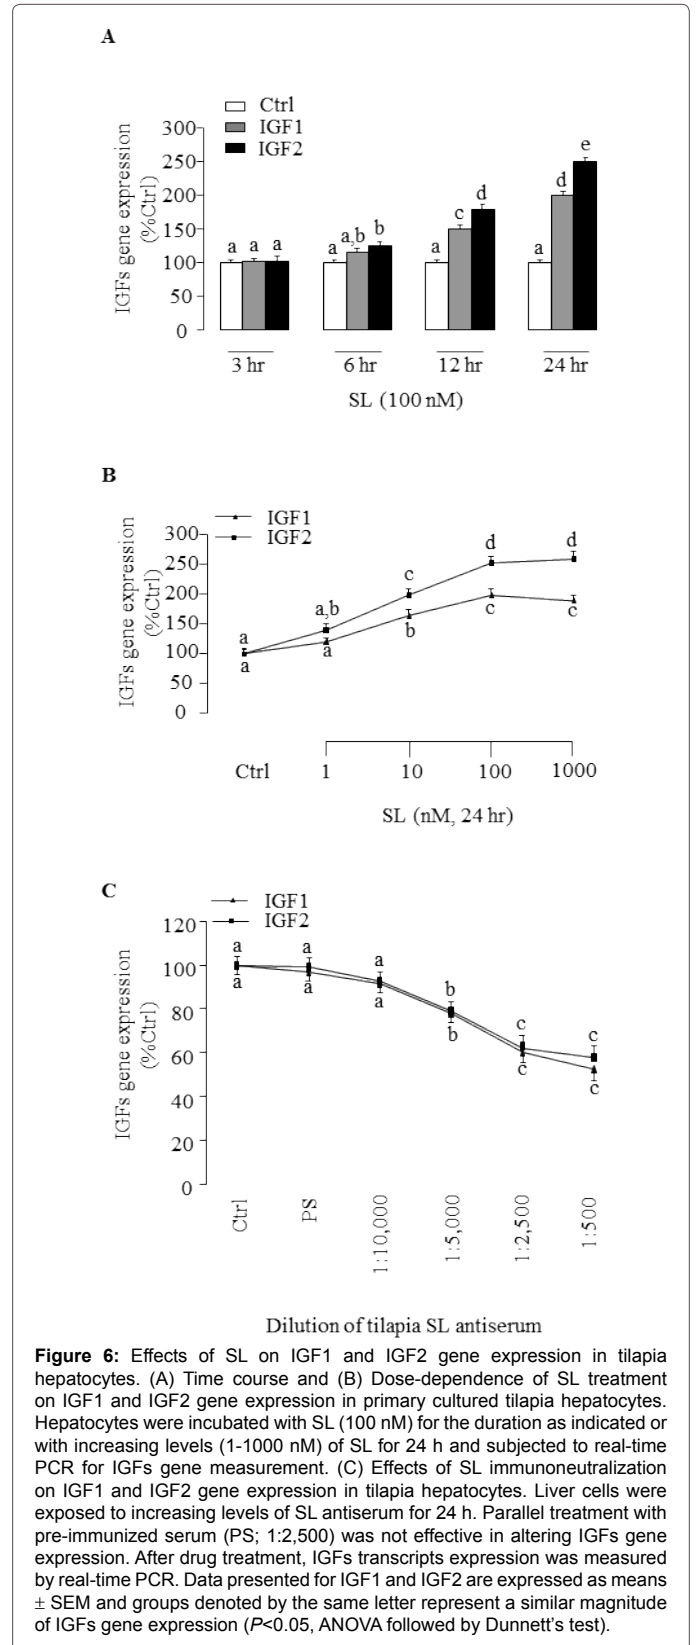 A
Ctrl
IGF1
IGF2
IGFs gene expression
(%Ctrl)
300
250
200
150
100
50
0
a a a
a a,b b
a c d
a d e
3 hr 6 hr 12 hr 24 hr
SL (100 nM)
B
IGF1
IGF2
IGFs gene expression
(%Ctrl)
300
250
200
150
100
50
0
a a,b c d d
a a b c c
Ctrl 1 10 100 1000
SL (nM, 24 hr)
C
IGF1
IGF2
IGFs gene expression
(%Ctrl)
120
100
80
60
40
20
0
a a a b c c
a a a b c c
Ctrl PS 1:10,000 1:5,000 1:2,500 1:500
Dilution of tilapia SL antiserum
Figure 6: Effects of SL on IGF1 and IGF2 gene expression in tilapia
hepatocytes. (A) Time course and (B) Dose-dependence of SL treatment
on IGF1 and IGF2 gene expression in primary cultured tilapia hepatocytes.
Hepatocytes were incubated with SL (100 nM) for the duration as indicated or
with increasing levels (1-1000 nM) of SL for 24 h and subjected to real-time
PCR for IGFs gene measurement. (C) Effects of SL immunoneutralization
on IGF1 and IGF2 gene expression in tilapia hepatocytes. Liver cells were
exposed to increasing levels of SL antiserum for 24 h. Parallel treatment with
pre-immunized serum (PS; 1:2,500) was not effective in altering IGFs gene
expression. After drug treatment, IGFs transcripts expression was measured
by real-time PCR. Data presented for IGF1 and IGF2 are expressed as means
± SEM and groups denoted by the same letter represent a similar magnitude
of IGFs gene expression (P<0.05, ANOVA followed by Dunnett's test).